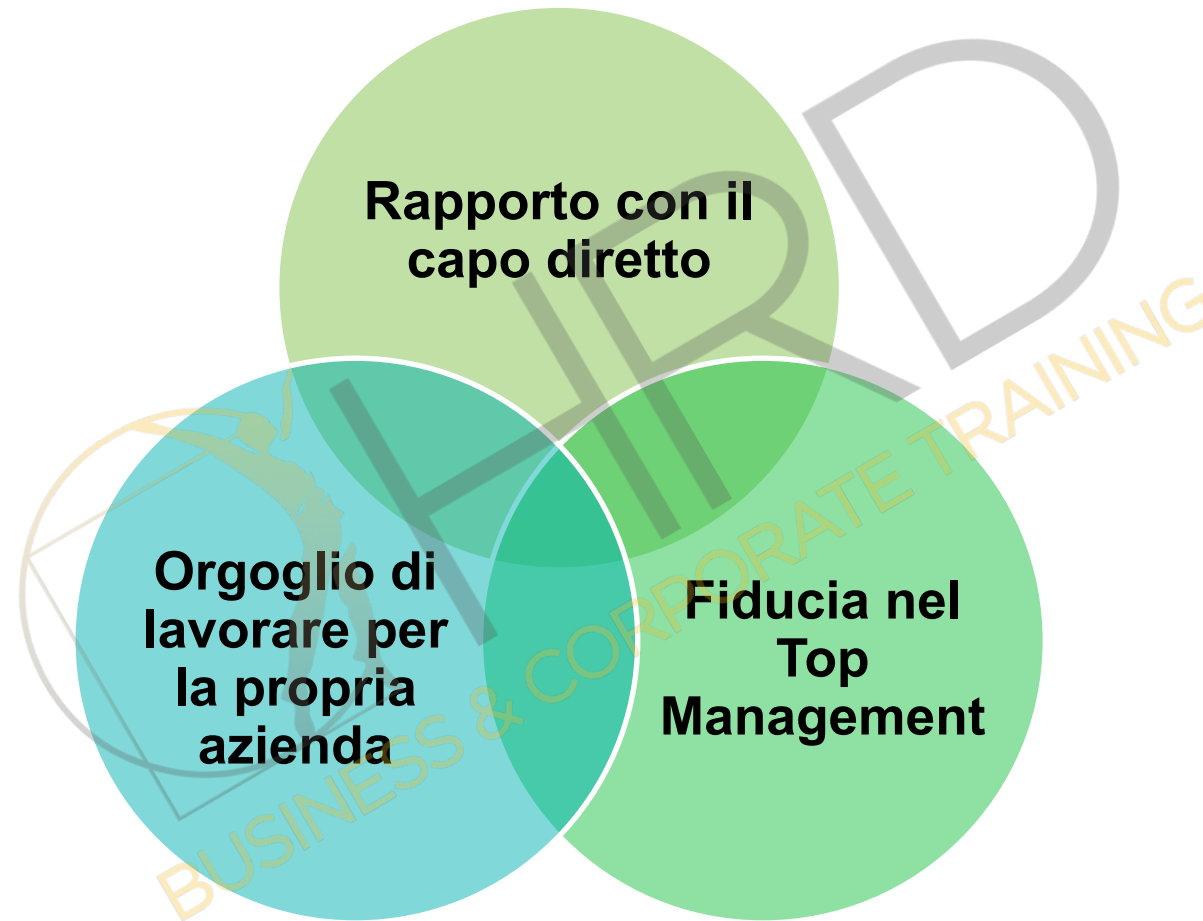 Rapporto con il
capo diretto
Orgoglio di
lavorare per
la propria
azienda
Fiducia nel
Top
Management
HRD
BUSINESS & CORPORATE TRAINING